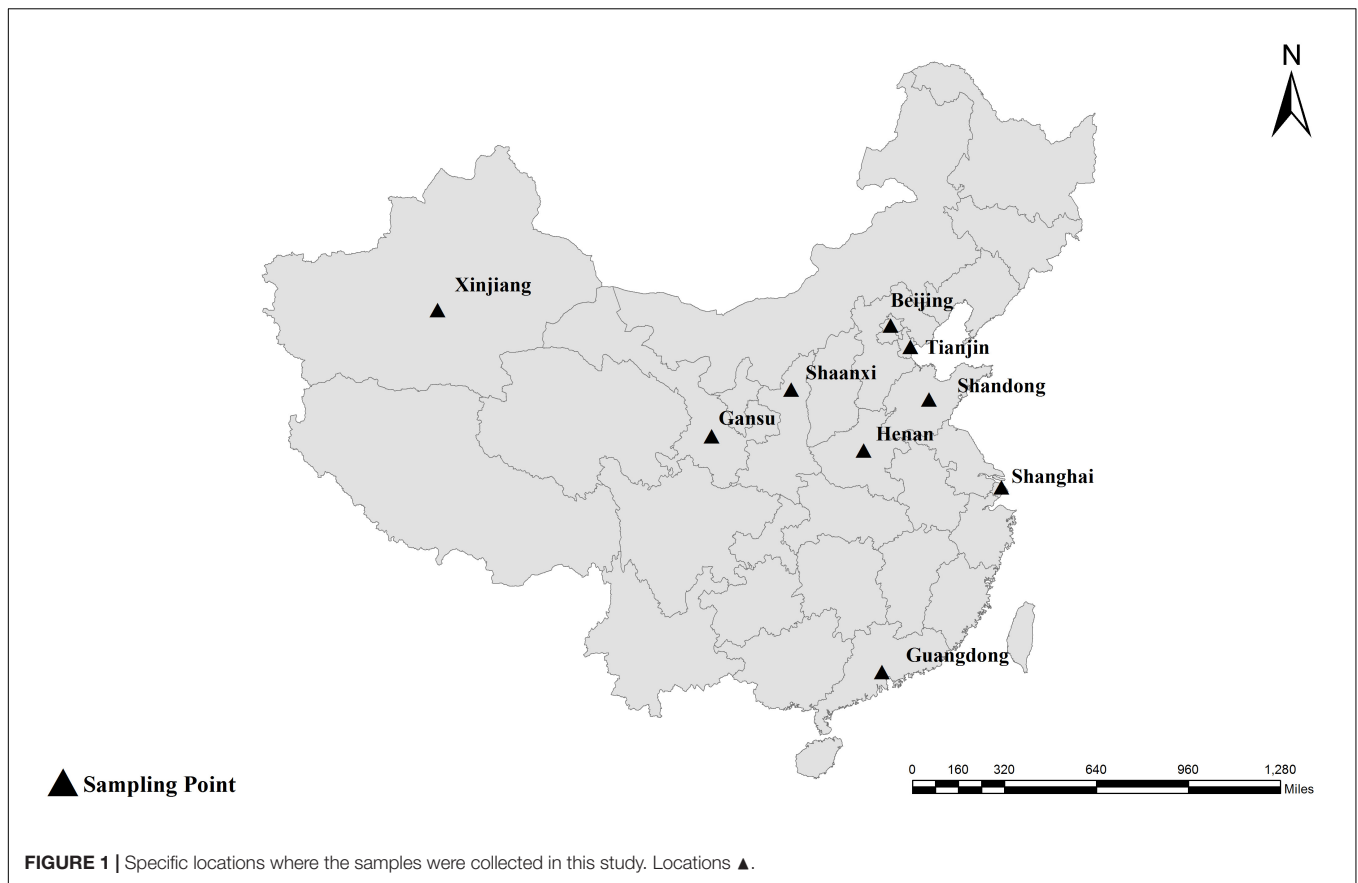 N
Xinjiang
Beijing
Tianjin
Shaanxi
Shandong
Gansu
Henan
Shanghai
Guangdong
0 160 320 640 960 1,280
Miles
Sampling Point
FIGURE 1 | Specific locations where the samples were collected in this study. Locations ▲.